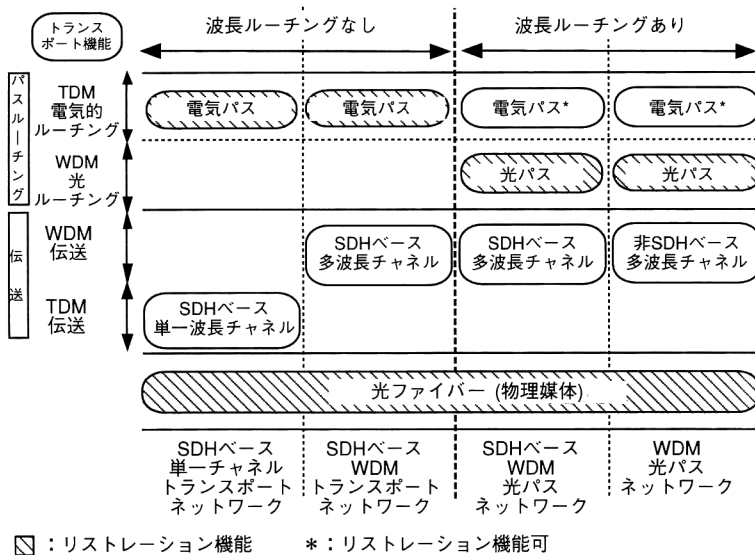 トランス
ポート機能
波長ルーチングなし
波長ルーチングあり
パスルーチング
TDM
電気的
ルーチング
電気パス
電気パス
電気パス*
電気パス*
WDM
光
ルーチング
光パス
光パス
伝送
WDM
伝送
SDHベース
多波長チャネル
SDHベース
多波長チャネル
非SDHベース
多波長チャネル
TDM
伝送
SDHベース
単一波長チャネル
光ファイバー (物理媒体)
SDHベース
単一チャネル
トランスポート
ネットワーク
SDHベース
WDM
トランスポート
ネットワーク
SDHベース
WDM
光パス
ネットワーク
WDM
光パス
ネットワーク
：リストレーション機能
*：リストレーション機能可